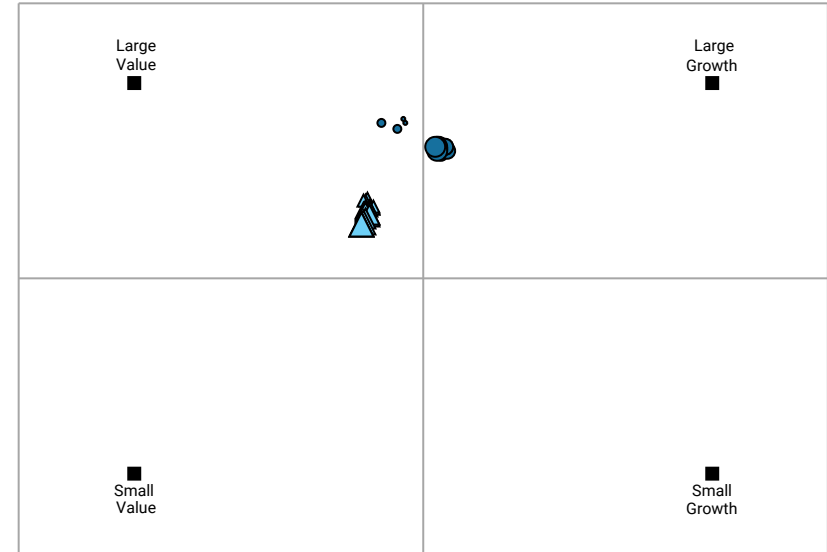 Large
Value
Large
Growth
Small
Value
Small
Growth